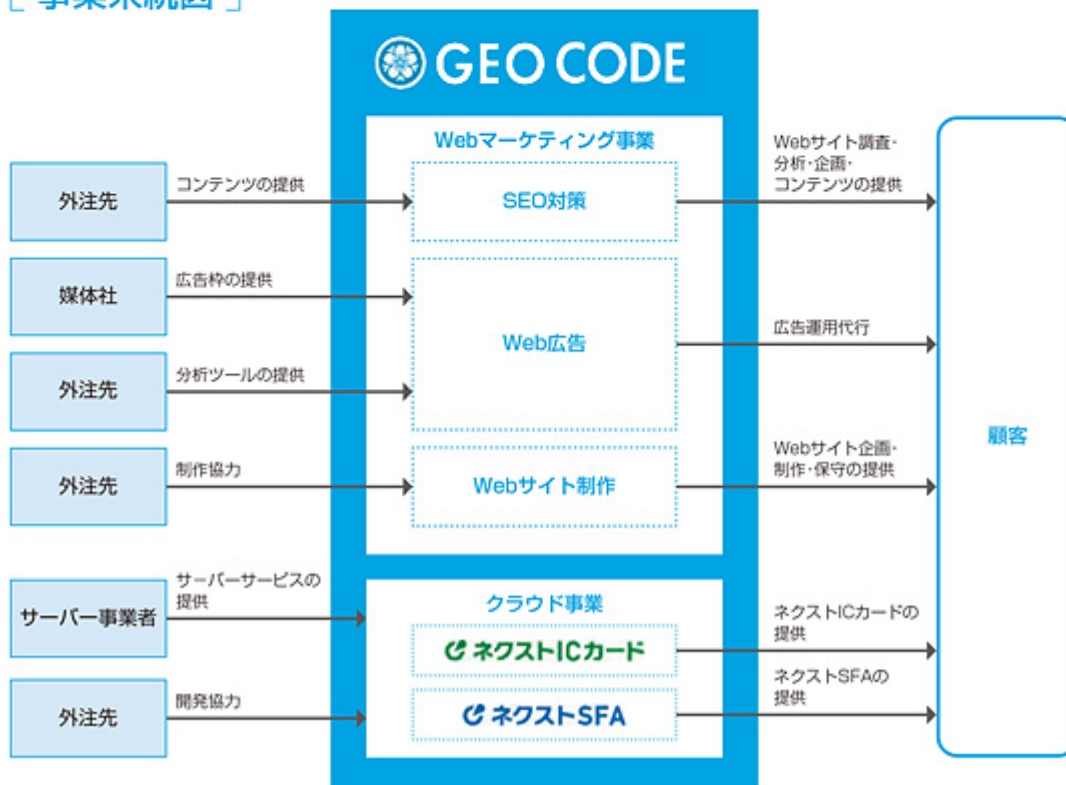 [ 事業系統図 ]
GEO CODE
Webマーケティング事業
外注先
コンテンツの提供
SEO対策
Webサイト調査・
分析・企画・
コンテンツの提供
媒体社
広告枠の提供
Web広告
広告運用代行
外注先
分析ツールの提供
顧客
外注先
制作協力
Webサイト制作
Webサイト企画・
制作・保守の提供
サーバー事業者
サーバーサービスの
提供
クラウド事業
ネクストICカード
ネクストICカードの
提供
外注先
開発協力
ネクストSFA
ネクストSFAの
提供